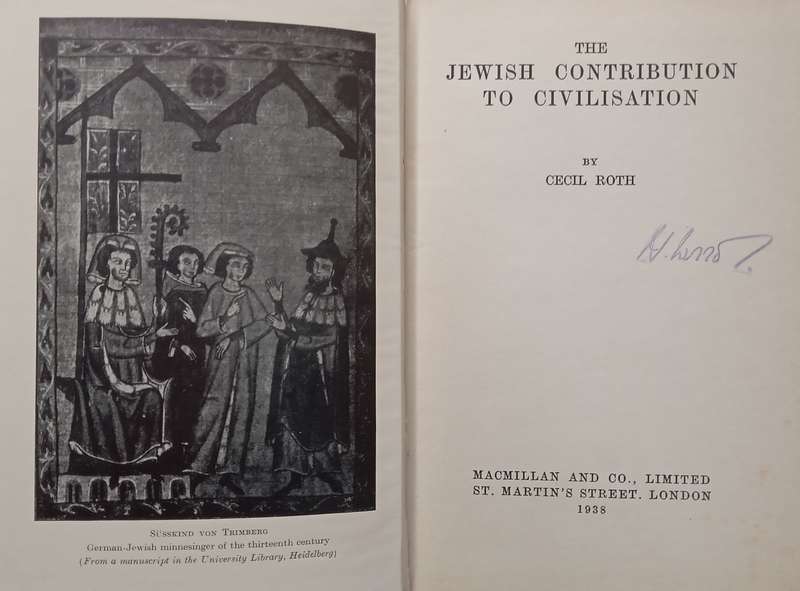 SÜSSKIND VON TRIMBERG
German-Jewish minnesinger of the thirteenth century
(From a manuscript in the University Library, Heidelberg)
THE
JEWISH CONTRIBUTION
TO CIVILISATION
BY
CECIL ROTH
MACMILLAN AND CO., LIMITED
ST. MARTIN'S STREET, LONDON
1938